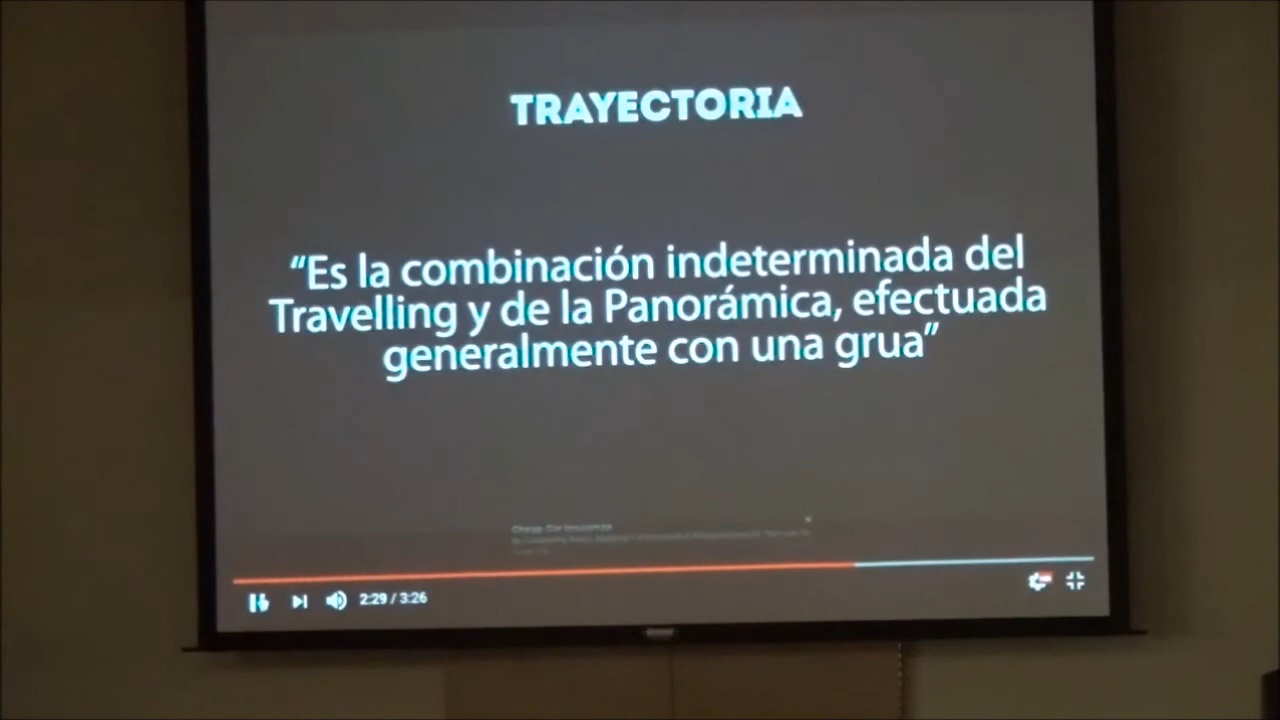 TRAYECTORIA
“Es la combinación indeterminada del
Travelling y de la Panorámica, efectuada
generalmente con una grua”
2:29 / 3:26